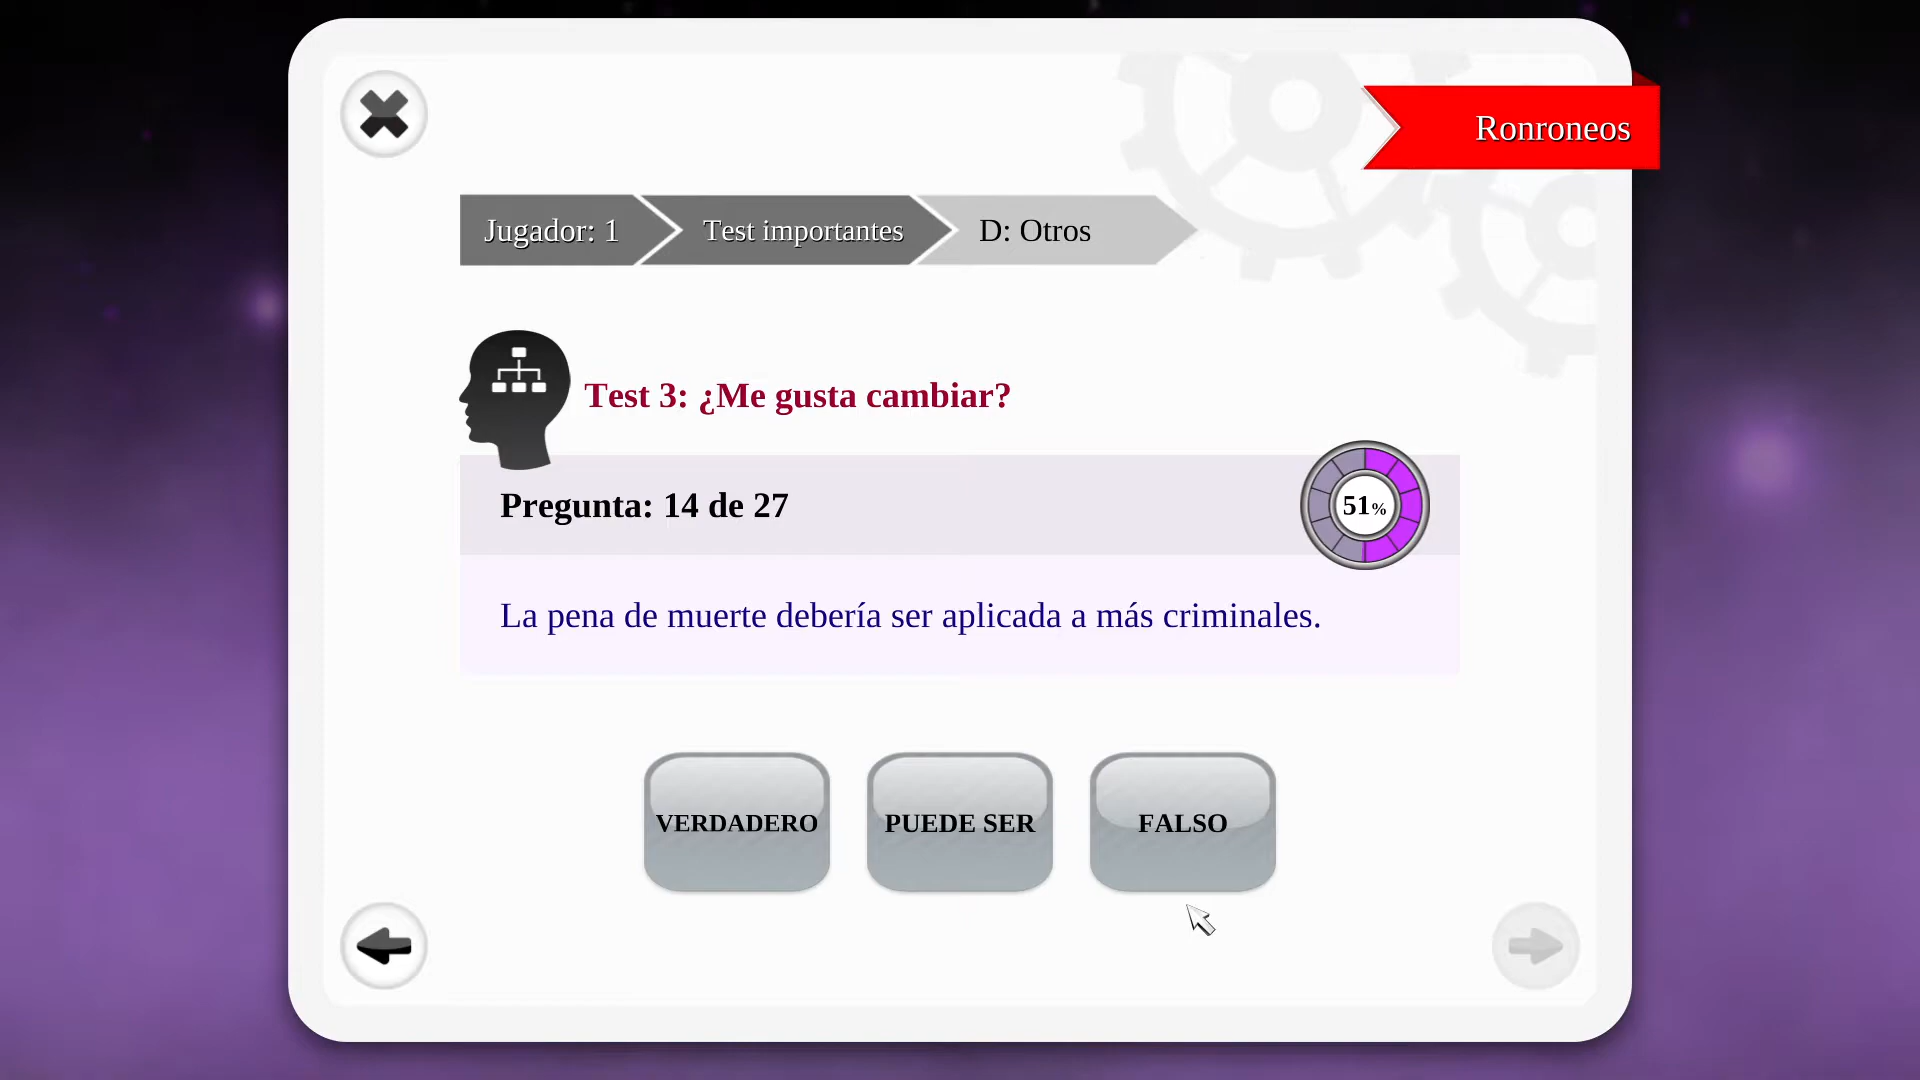 Ronroneos
Jugador: 1
Test importantes
D: Otros
Test 3: ¿Me gusta cambiar?
Pregunta: 14 de 27
51%
La pena de muerte debería ser aplicada a más criminales.
VERDADERO
PUEDE SER
FALSO